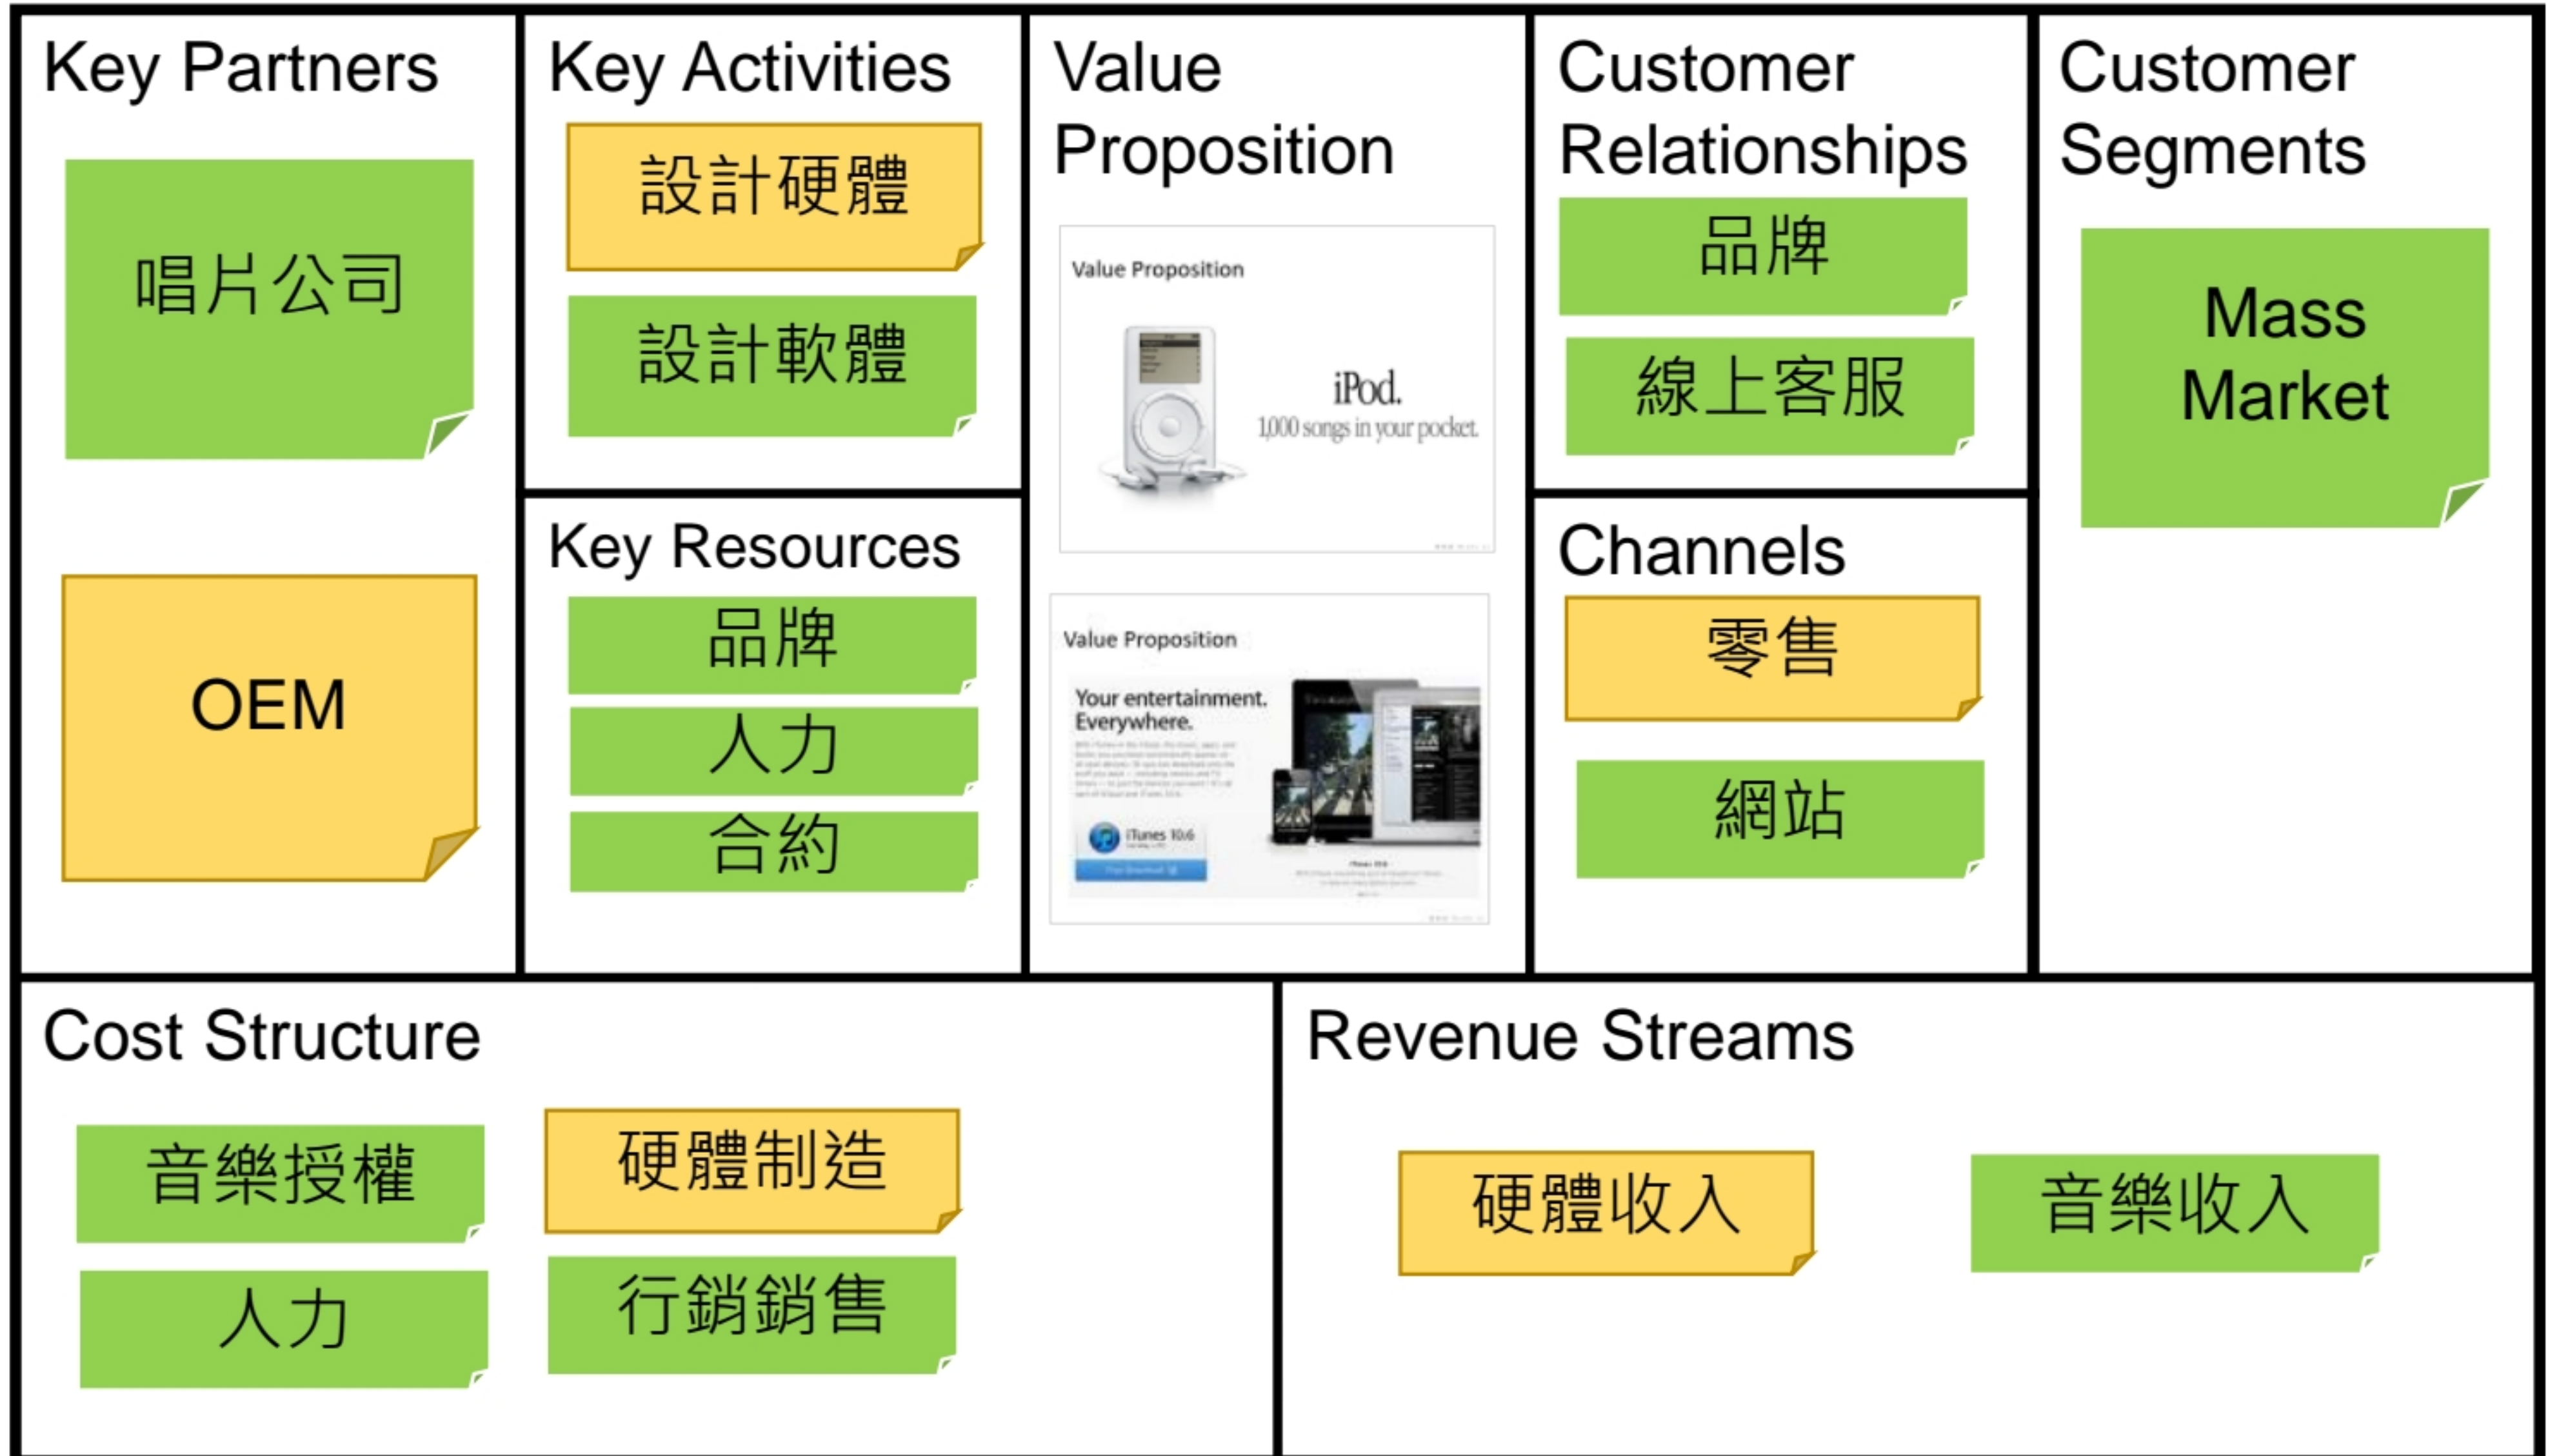 Key Partners
唱片公司
OEM
Key Activities
設計硬體
設計軟體
Key Resources
品牌
人力
合約
Value
Proposition
Value Proposition
iPod.
1,000 songs in your pocket.
Value Proposition
Your entertainment.
Everywhere.
iTunes 10.6
Customer
Relationships
品牌
線上客服
Channels
零售
網站
Customer
Segments
Mass
Market
Cost Structure
音樂授權
硬體制造
人力
行銷銷售
Revenue Streams
硬體收入
音樂收入